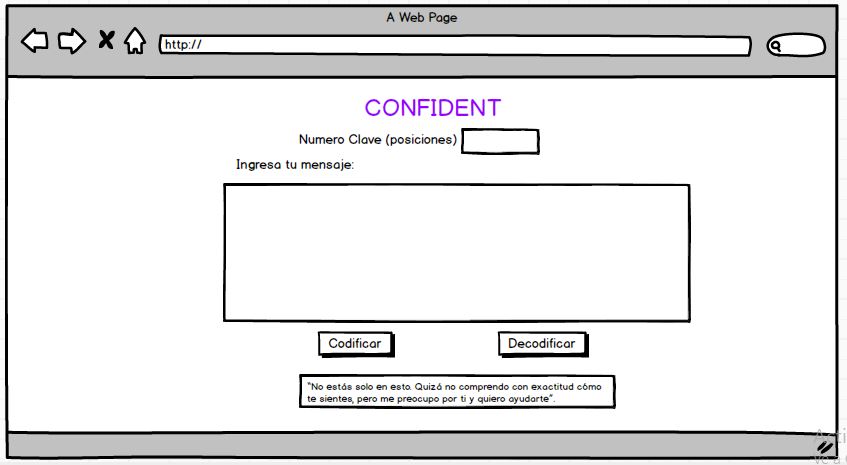 A Web Page
http://
CONFIDENT
Numero Clave (posiciones)
Ingresa tu mensaje:
Codificar
Decodificar
"No estás solo en esto. Quizá no comprendo con exactitud cómo
te sientes, pero me preocupo por ti y quiero ayudarte".